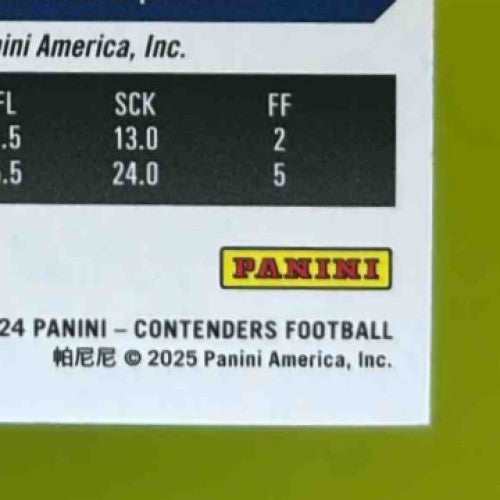 ini America, Inc.
FL SCK FF
.5 13.0 2
.5 24.0 5
PANINI
24 PANINI – CONTENDERS FOOTBALL
帕尼尼 © 2025 Panini America, Inc.